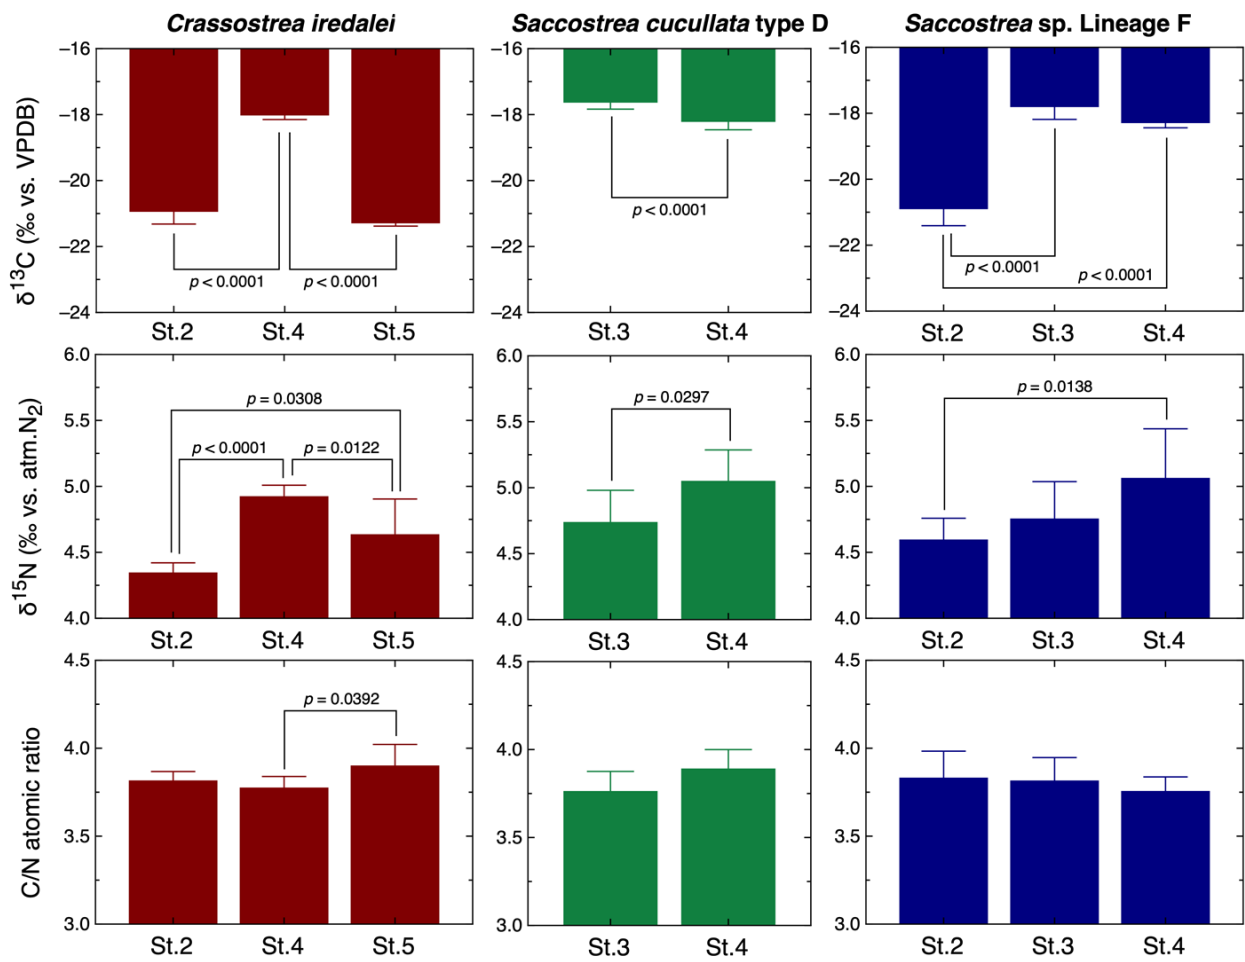 Crassostrea iredalei
Saccostrea cucullata type D
Saccostrea sp. Lineage F
δ13C (‰ vs. VPDB)
–16
–18
–20
–22
–24
p < 0.0001
p < 0.0001
St.2
St.4
St.5
–16
–18
–20
–22
–24
p < 0.0001
St.3
St.4
–16
–18
–20
–22
–24
p < 0.0001
p < 0.0001
St.2
St.3
St.4
δ15N (‰ vs. atm.N2)
6.0
5.5
5.0
4.5
4.0
p = 0.0308
p < 0.0001
p = 0.0122
St.2
St.4
St.5
6.0
5.5
5.0
4.5
4.0
p = 0.0297
St.3
St.4
6.0
5.5
5.0
4.5
4.0
p = 0.0138
St.2
St.3
St.4
C/N atomic ratio
4.5
4.0
3.5
3.0
p = 0.0392
St.2
St.4
St.5
4.5
4.0
3.5
3.0
St.3
St.4
4.5
4.0
3.5
3.0
St.2
St.3
St.4